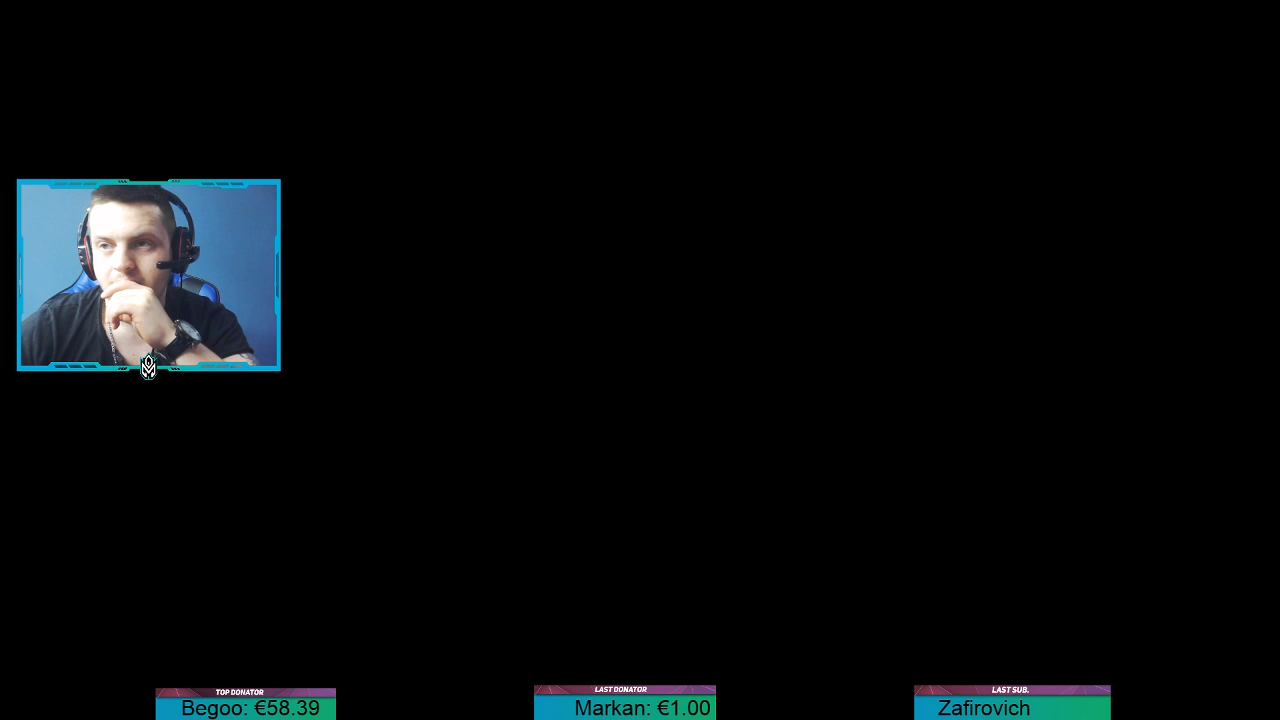 TOP DONATOR
Begoo: €58.39
LAST DONATOR
Markan: €1.00
LAST SUB.
Zafirovich